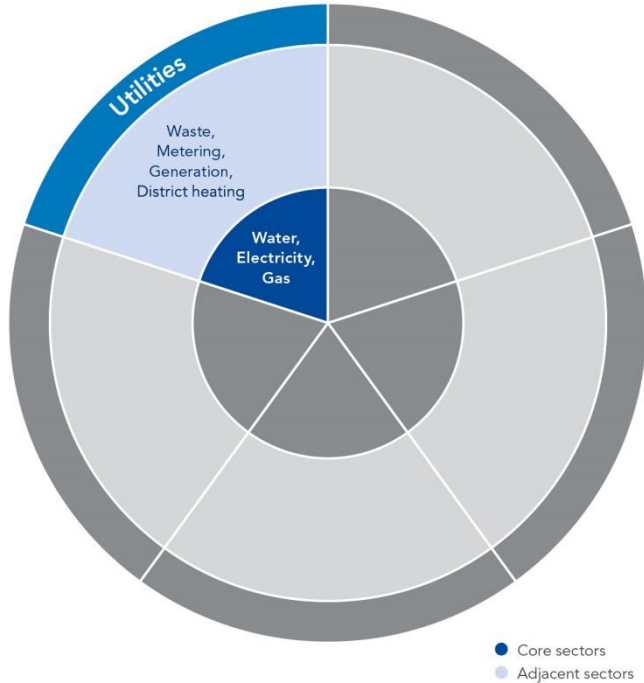 Utilities
Waste,
Metering,
Generation,
District heating
Water,
Electricity,
Gas
Core sectors
Adjacent sectors